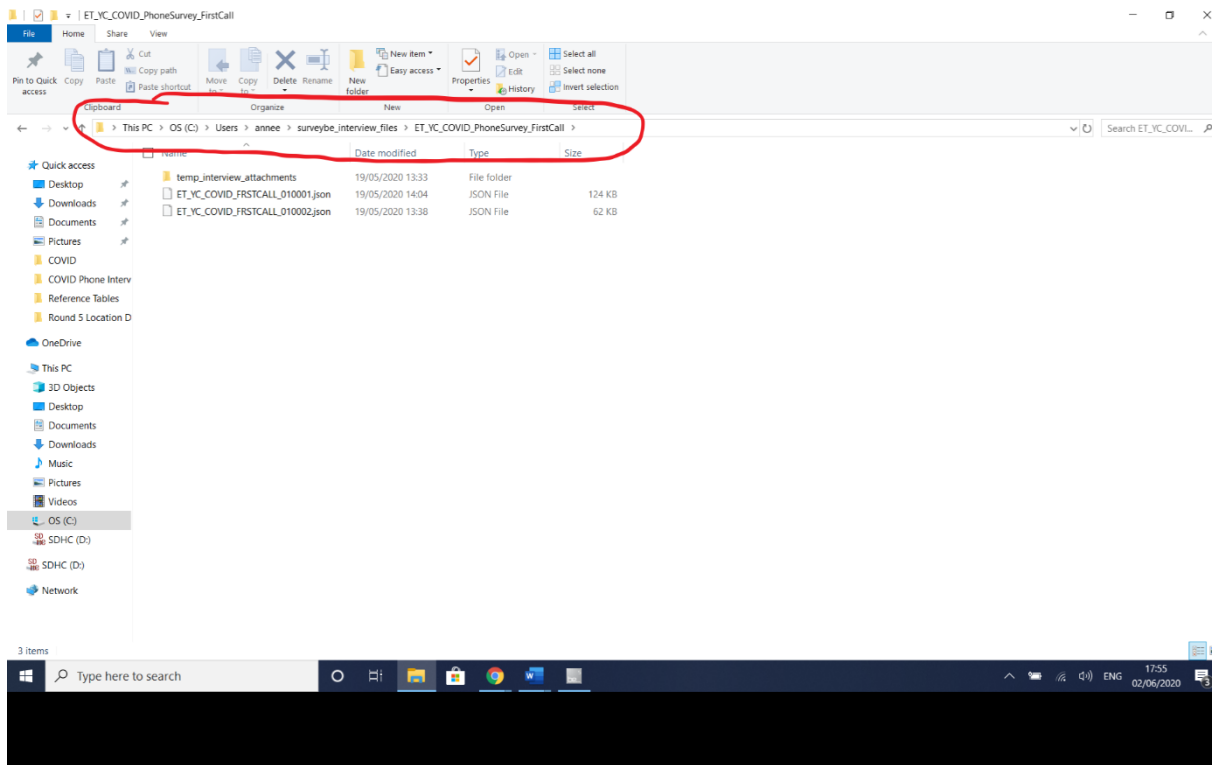 ET_YC_COVID_PhoneSurvey_FirstCall
File Home Share View
Pin to Quick access
Copy
Paste
Cut
Copy path
Paste shortcut
Clipboard
Move to
Copy to
Delete
Rename
Organize
New folder
New item
Easy access
New
Properties
Open
Edit
History
Open
Select all
Select none
Invert selection
Select
This PC > OS (C:) > Users > annee > surveybe_interview_files > ET_YC_COVID_PhoneSurvey_FirstCall >
Search ET_YC_COVI...
Name Date modified Type Size
temp_interview_attachments 19/05/2020 13:33 File folder
ET_YC_COVID_FRSTCALL_010001.json 19/05/2020 14:04 JSON File 124 KB
ET_YC_COVID_FRSTCALL_010002.json 19/05/2020 13:38 JSON File 62 KB
Quick access
Desktop
Downloads
Documents
Pictures
COVID
COVID Phone Interv
Reference Tables
Round 5 Location D
OneDrive
This PC
3D Objects
Desktop
Documents
Downloads
Music
Pictures
Videos
OS (C:)
SDHC (D:)
SDHC (D:)
Network
3 items
Type here to search
ENG
17:55
02/06/2020
3